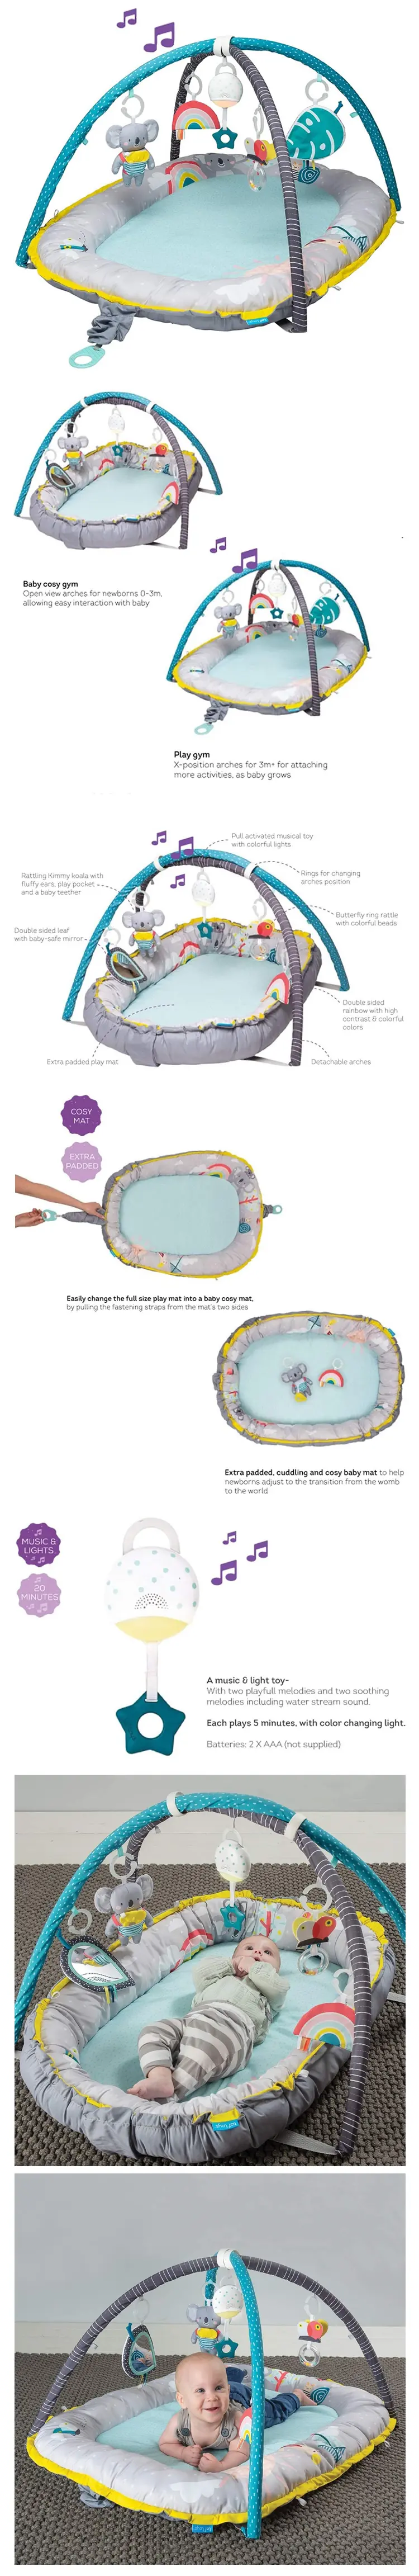 Baby cosy gym
Open view arches for newborns 0-3m,
allowing easy interaction with baby
Play gym
X-position arches for 3m+ for attaching
more activities, as baby grows
Pull activated musical toy
with colorful lights
Rattling Kimmy koala with
fluffy ears, play pocket
and a baby teether
Rings for changing
arches position
Butterfly ring rattle
with colorful beads
Double sided leaf
with baby-safe mirror
Double sided
rainbow with high
contrast & colorful
colors
Extra padded play mat
Detachable arches
COSY
MAT
EXTRA
PADDED
Easily change the full size play mat into a baby cosy mat,
by pulling the fastening straps from the mat's two sides
Extra padded, cuddling and cosy baby mat to help
newborns adjust to the transition from the womb
to the world
MUSIC &
LIGHTS
20
MINUTES
A music & light toy-
With two playfull melodies and two soothing
melodies including water stream sound.
Each plays 5 minutes, with color changing light.
Batteries: 2 X AAA (not supplied)